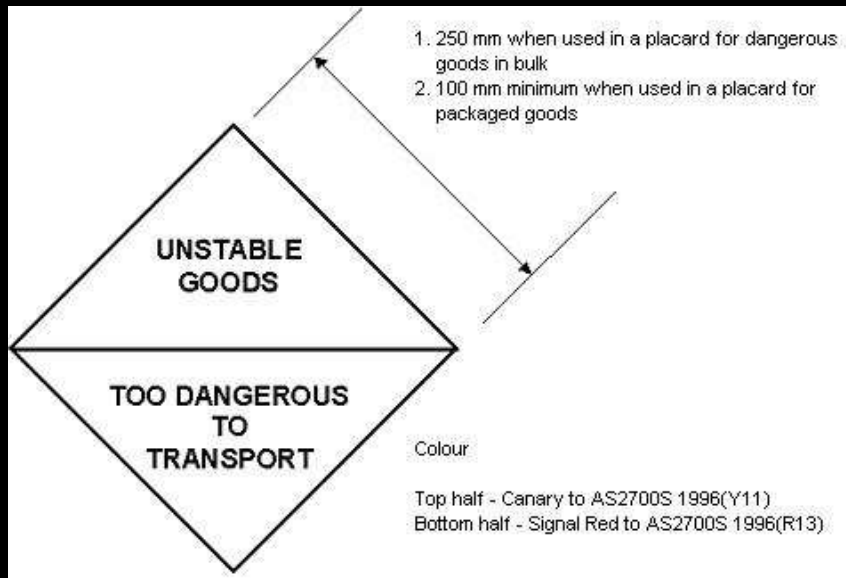 1. 250 mm when used in a placard for dangerous
goods in bulk
2. 100 mm minimum when used in a placard for
packaged goods
UNSTABLE
GOODS
TOO DANGEROUS
TO
TRANSPORT
Colour
Top half - Canary to AS2700S 1996(Y11)
Bottom half - Signal Red to AS2700S 1996(R13)